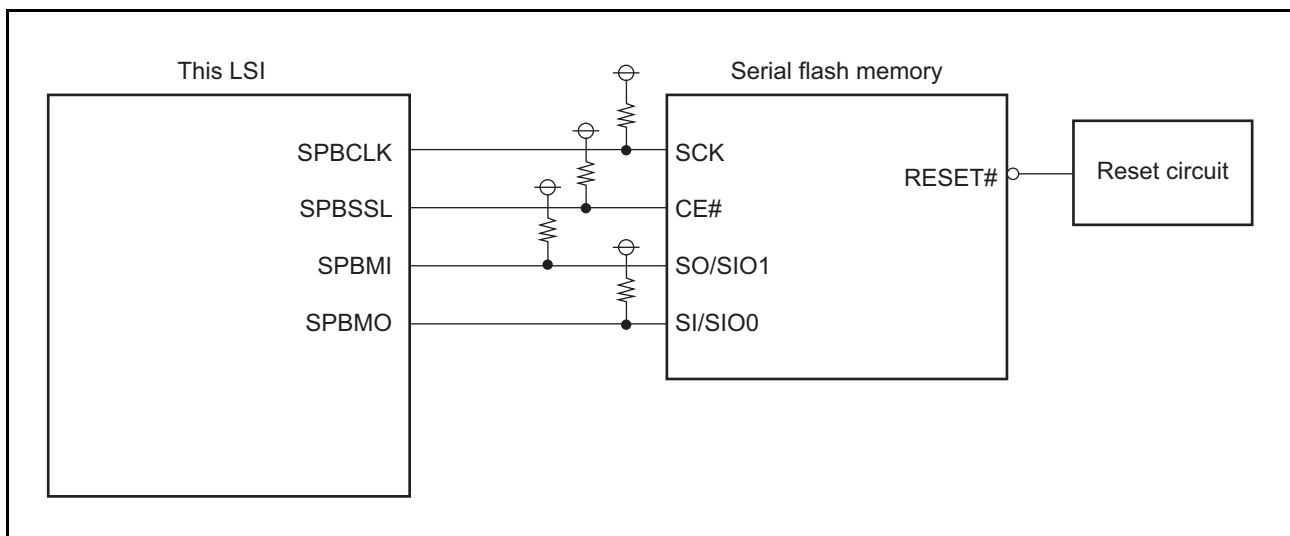 This LSI
Serial flash memory
SPBCLK
SCK
RESET#
Reset circuit
SPBSSL
CE#
SPBMI
SO/SIO1
SPBMO
SI/SIO0